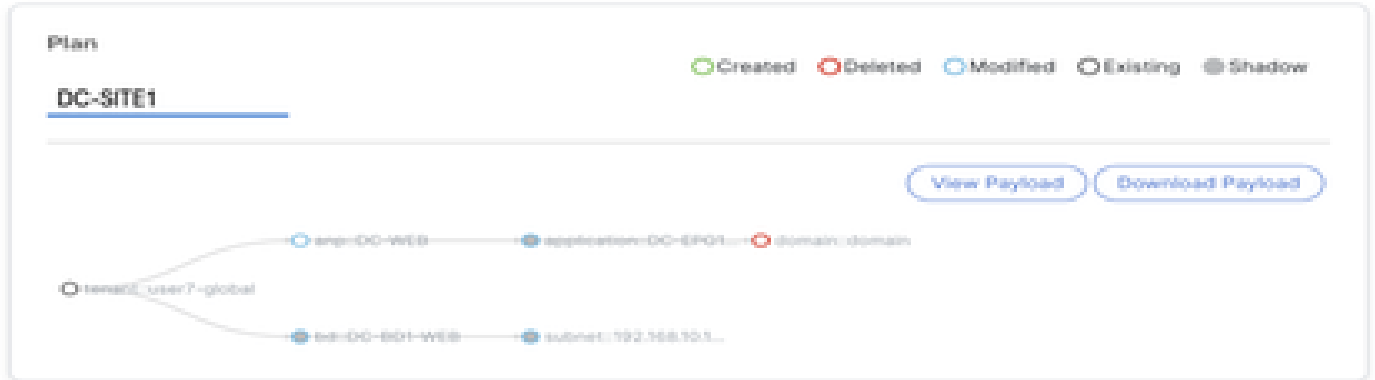 Plan
Created Deleted Modified Existing Shadow
DC-SITE1
View Payload Download Payload
anp::DC-WEB application::DC-EPG1... domain::domain
user7-global
bd::DC-BD1-WEB subnet::192.168.10.1...